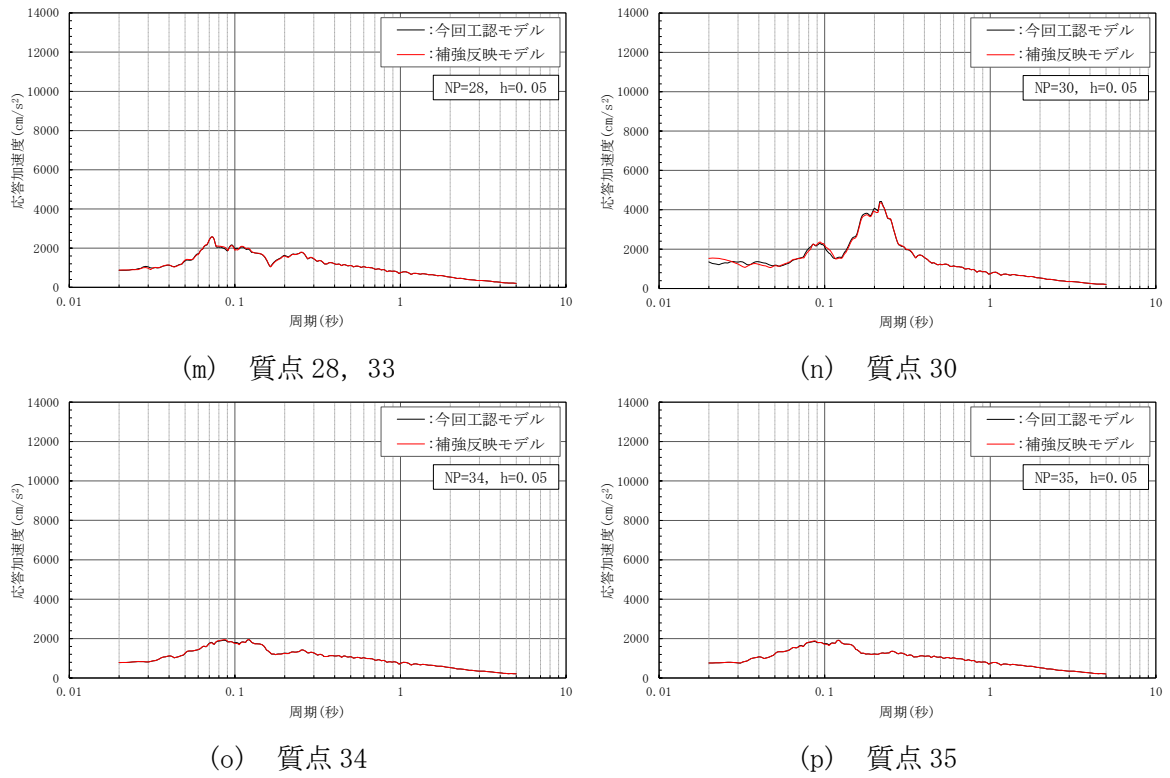 14000
12000
10000
8000
6000
4000
2000
0
応答加速度(cm/s²)
―:今回工認モデル
―:補強反映モデル
NP=28, h=0.05
0.01 0.1 1 10
周期(秒)
(m) 質点 28, 33
14000
12000
10000
8000
6000
4000
2000
0
応答加速度(cm/s²)
―:今回工認モデル
―:補強反映モデル
NP=30, h=0.05
0.01 0.1 1 10
周期(秒)
(n) 質点 30
14000
12000
10000
8000
6000
4000
2000
0
応答加速度(cm/s²)
―:今回工認モデル
―:補強反映モデル
NP=34, h=0.05
0.01 0.1 1 10
周期(秒)
(o) 質点 34
14000
12000
10000
8000
6000
4000
2000
0
応答加速度(cm/s²)
―:今回工認モデル
―:補強反映モデル
NP=35, h=0.05
0.01 0.1 1 10
周期(秒)
(p) 質点 35